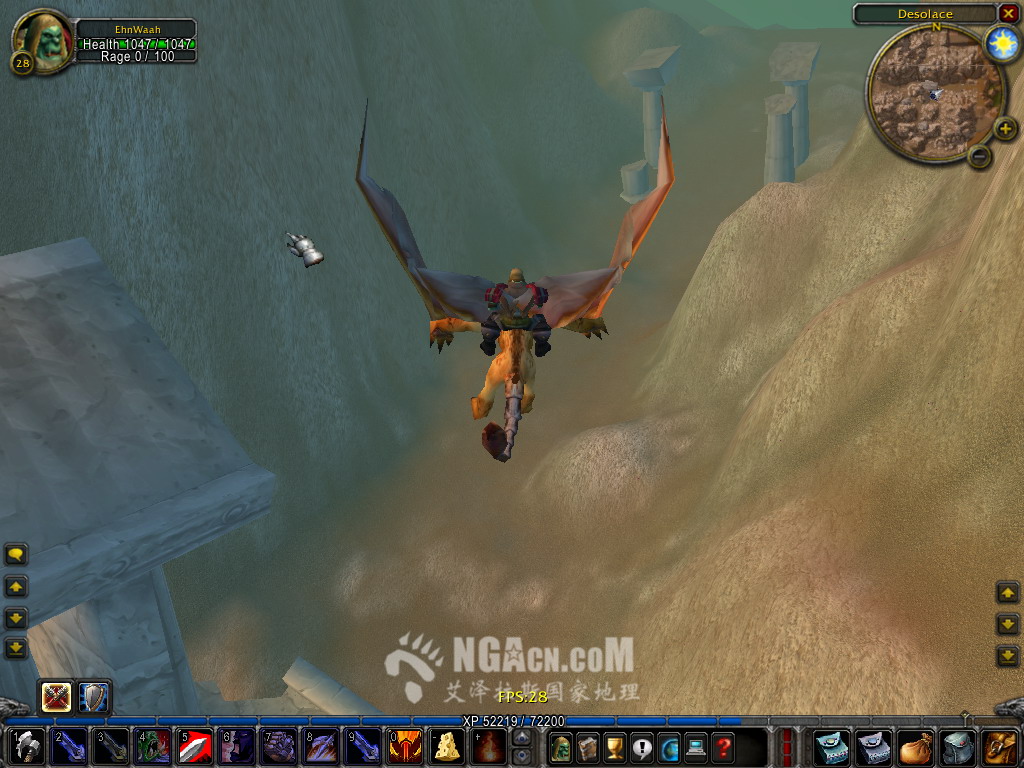 EhnWaah
Health 1047 / 1047
Rage 0 / 100
28
Desolace
N
NGACN.COM
艾泽拉斯国家地理
FPS:28
XP 52219 / 72200
1 2 3 4 5 6 7 8 9 0 - +